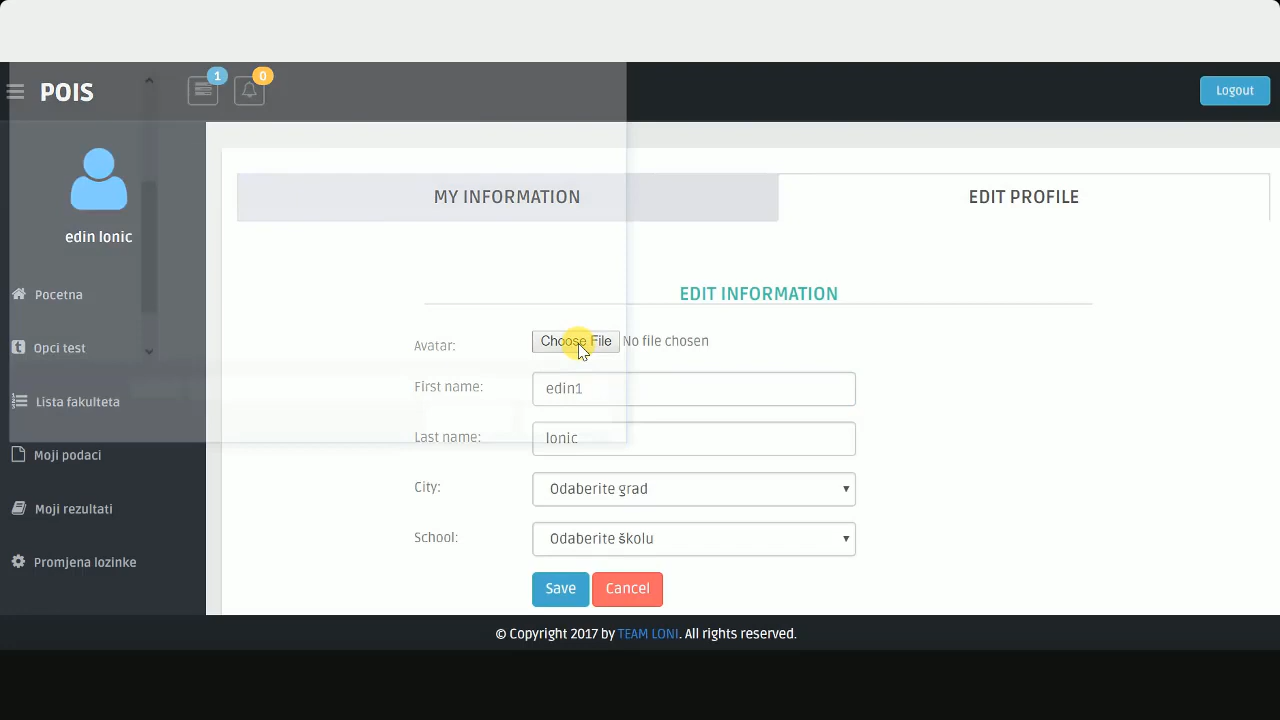 POIS
1
0
Logout
edin lonic
Pocetna
Opci test
Lista fakulteta
Moji podaci
Moji rezultati
Promjena lozinke
MY INFORMATION
EDIT PROFILE
EDIT INFORMATION
Avatar:
Choose File No file chosen
First name:
edin1
Last name:
lonic
City:
Odaberite grad
School:
Odaberite školu
Save
Cancel
© Copyright 2017 by TEAM LONI. All rights reserved.